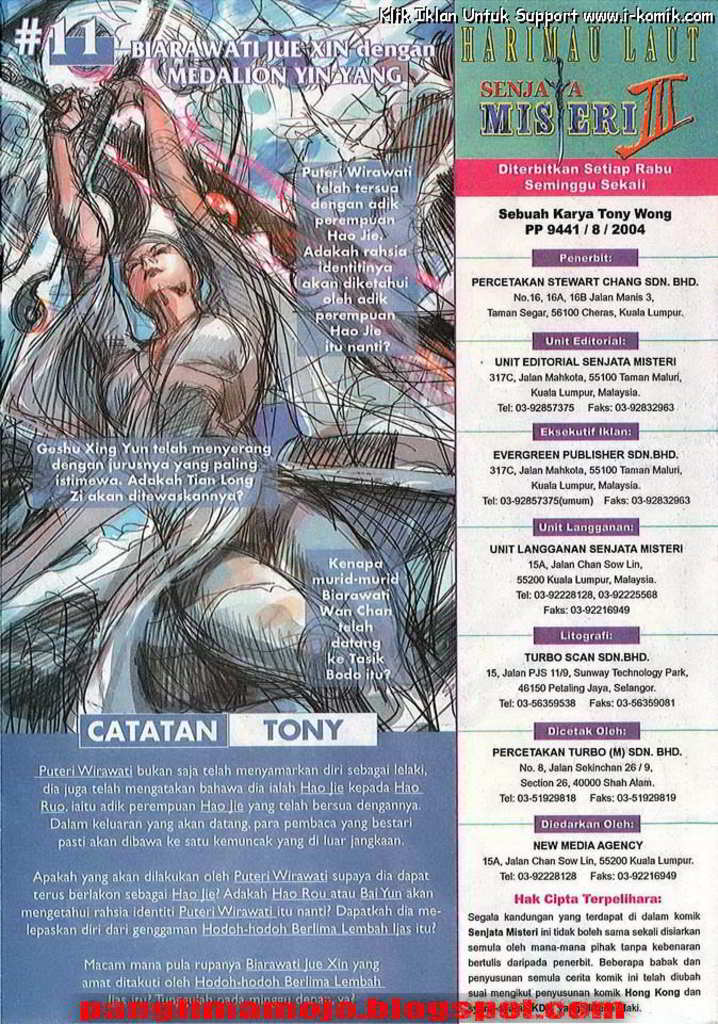 Klik Iklan Untuk Support www.i-komik.com
#11
BIARAWATI JUE XIN dengan
MEDALION YIN YANG
Puteri Wirawati
telah tersua
dengan adik
perempuan
Hao Jie.
Adakah rahsia
identitinya
akan diketahui
oleh adik
perempuan
Hao Jie
itu nanti?
Geshu Xing Yun telah menyerang
dengan jurusnya yang paling
istimewa. Adakah Tian Long
Zi akan ditewaskannya?
Kenapa
murid-murid
Biarawati
Wan Chan
telah
datang
ke Tasik
Bodo itu?
CATATAN TONY
Puteri Wirawati bukan saja telah menyamarkan diri sebagai lelaki,
dia juga telah mengatakan bahawa dia ialah Hao Jie kepada Hao
Ruo, iaitu adik perempuan Hao Jie yang telah bersua dengannya.
Dalam keluaran yang akan datang, para pembaca yang bestari
pasti akan dibawa ke satu kemuncak yang di luar jangkaan.
Apakah yang akan dilakukan oleh Puteri Wirawati supaya dia dapat
terus berlakon sebagai Hao Jie? Adakah Hao Rou atau Bai Yun akan
mengetahui rahsia identiti Puteri Wirawati itu nanti? Dapatkah dia me-
lepaskan diri dari genggaman Hodoh-hodoh Berlima Lembah Ijas itu?
Macam mana pula rupanya Biarawati Jue Xin yang
amat ditakuti oleh Hodoh-hodoh Berlima Lembah
Ijas itu? Tunggulah pada minggu depan, ya?
panglimamojo.blogspot.com
HARIMAU LAUT
SENJATA
MISTERI III
Diterbitkan Setiap Rabu
Seminggu Sekali
Sebuah Karya Tony Wong
PP 9441 / 8 / 2004
Penerbit:
PERCETAKAN STEWART CHANG SDN. BHD.
No.16, 16A, 16B Jalan Manis 3,
Taman Segar, 56100 Cheras, Kuala Lumpur.
Unit Editorial:
UNIT EDITORIAL SENJATA MISTERI
317C, Jalan Mahkota, 55100 Taman Maluri,
Kuala Lumpur, Malaysia.
Tel: 03-92857375 Faks: 03-92832963
Eksekutif Iklan:
EVERGREEN PUBLISHER SDN.BHD.
317C, Jalan Mahkota, 55100 Taman Maluri,
Kuala Lumpur, Malaysia.
Tel: 03-92857375(umum) Faks: 03-92832963
Unit Langganan:
UNIT LANGGANAN SENJATA MISTERI
15A, Jalan Chan Sow Lin,
55200 Kuala Lumpur, Malaysia.
Tel: 03-92228128, 03-92225568
Faks: 03-92216949
Litografi:
TURBO SCAN SDN.BHD.
15, Jalan PJS 11/9, Sunway Technology Park,
46150 Petaling Jaya, Selangor.
Tel: 03-56359538 Faks: 03-56359081
Dicetak Oleh:
PERCETAKAN TURBO (M) SDN. BHD.
No. 8, Jalan Sekinchan 26 / 9,
Section 26, 40000 Shah Alam.
Tel: 03-51929818 Faks: 03-51929819
Diedarkan Oleh:
NEW MEDIA AGENCY
15A, Jalan Chan Sow Lin, 55200 Kuala Lumpur.
Tel: 03-92228128 Faks: 03-92216949
Hak Cipta Terpelihara:
Segala kandungan yang terdapat di dalam komik
Senjata Misteri ini tidak boleh sama sekali disiarkan
semula oleh mana-mana pihak tanpa kebenaran
bertulis daripada penerbit. Beberapa babak dan
penyusunan semula cerita komik ini telah diubah
suai mengikut penyusunan komik Hong Kong dan